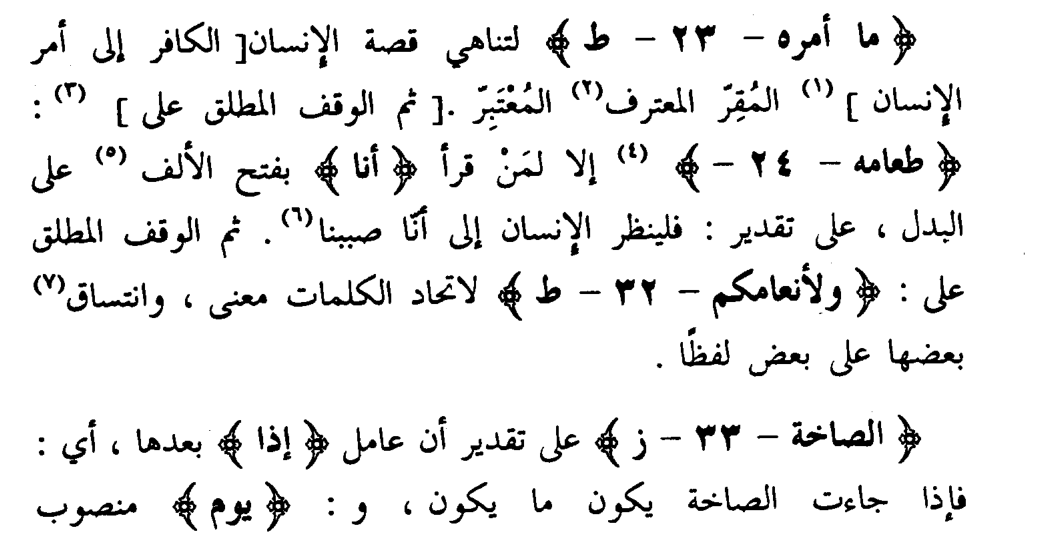 ﴿ ما أمره – ٢٣ – ط ﴾ لتناهي قصة الإنسان[ الكافر إلى أمر
الإنسان ] (١) المُقِرّ المعترف(٢) المُعْتَبِرّ .[ ثم الوقف المطلق على ] (٣) :
﴿ طعامه – ٢٤ – ﴾ (٤) إلا لمَنْ قرأ ﴿ أنا ﴾ بفتح الألف (٥) على
البدل ، على تقدير : فلينظر الإنسان إلى أنّا صببنا(٦) . ثم الوقف المطلق
على : ﴿ ولأنعامكم – ٣٢ – ط ﴾ لاتحاد الكلمات معنى ، وانتساق(٧)
بعضها على بعض لفظًا .
﴿ الصاخة – ٣٣ – ز ﴾ على تقدير أن عامل ﴿ إذا ﴾ بعدها ، أي :
فإذا جاءت الصاخة يكون ما يكون ، و : ﴿ يوم ﴾ منصوب